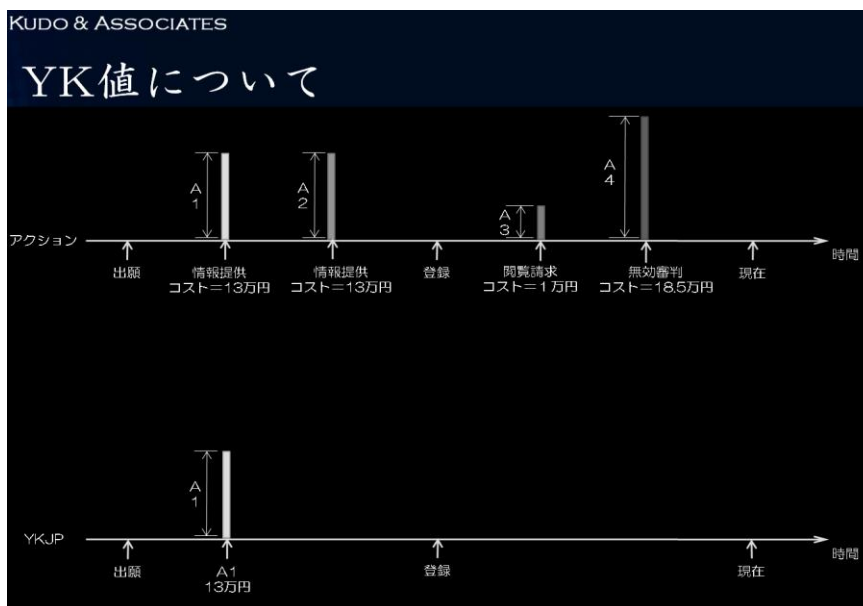 KUDO & ASSOCIATES
YK値について
A
1
A
2
A
3
A
4
アクション
時間
出願
情報提供
コスト=13万円
情報提供
コスト=13万円
登録
閲覧請求
コスト=1万円
無効審判
コスト=18.5万円
現在
A
1
YKJP
時間
出願
A1
13万円
登録
現在